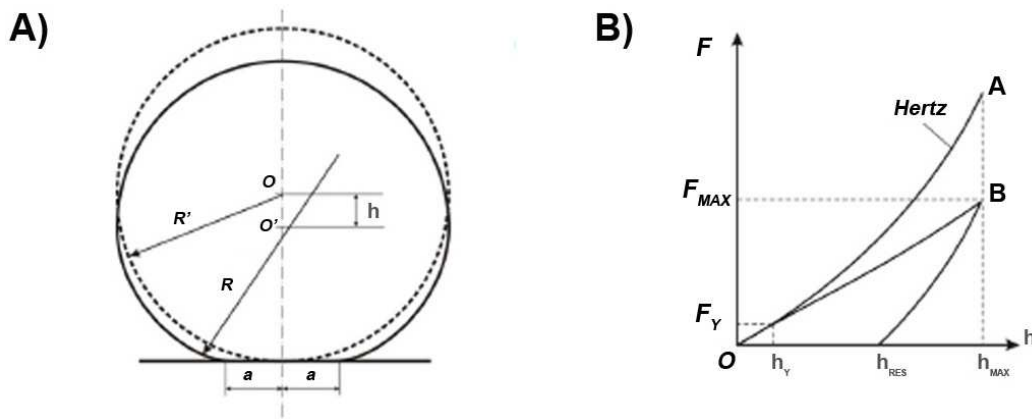 A)
O
R'
O'
h
R
a a
B)
F
A
Hertz
F_MAX
B
F_Y
O
h_Y
h_RES
h_MAX
h